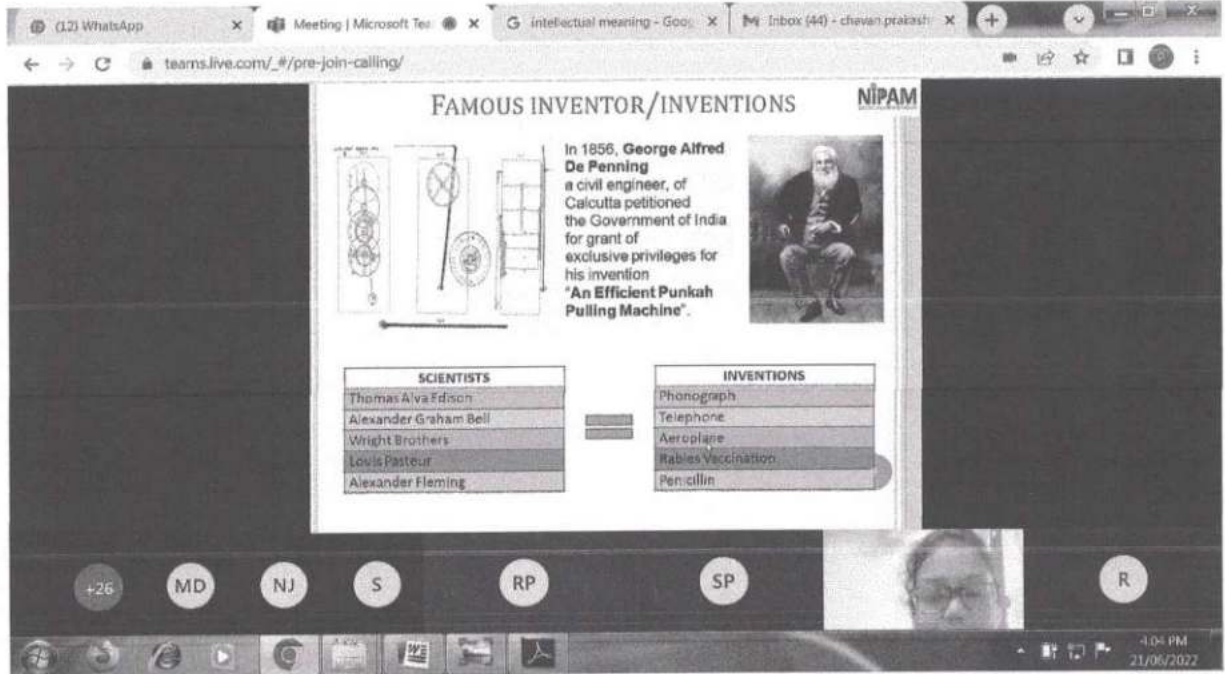 (12) WhatsApp
Meeting | Microsoft Tea
intellectual meaning - Goog
Inbox (44) - chavan.prakash
teams.live.com/_#/pre-join-calling/
FAMOUS INVENTOR/INVENTIONS
NIPAM
In 1856, George Alfred
De Penning
a civil engineer, of
Calcutta petitioned
the Government of India
for grant of
exclusive privileges for
his invention
"An Efficient Punkah
Pulling Machine".
SCIENTISTS
Thomas Alva Edison
Alexander Graham Bell
Wright Brothers
Louis Pasteur
Alexander Fleming
INVENTIONS
Phonograph
Telephone
Aeroplane
Rabies Vaccination
Penicillin
+26
MD
NJ
S
RP
SP
R
4:04 PM
21/06/2022